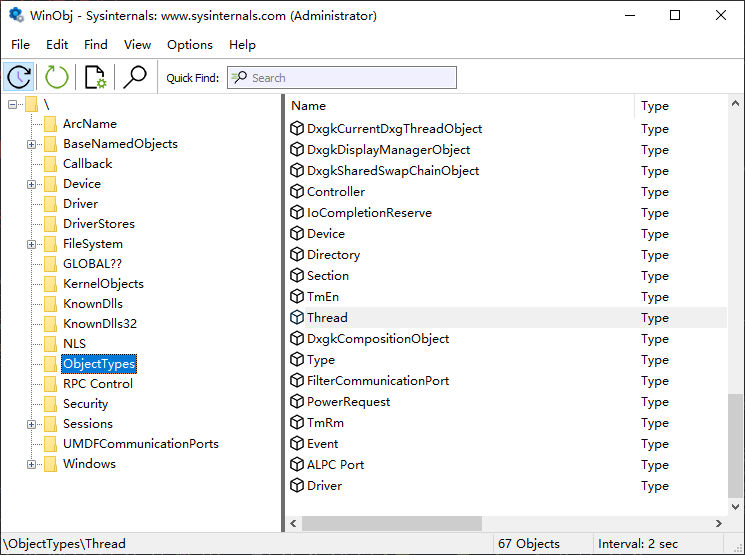 WinObj - Sysinternals: www.sysinternals.com (Administrator)
File Edit Find View Options Help
Quick Find: Search
\
ArcName
BaseNamedObjects
Callback
Device
Driver
DriverStores
FileSystem
GLOBAL??
KernelObjects
KnownDlls
KnownDlls32
NLS
ObjectTypes
RPC Control
Security
Sessions
UMDFCommunicationPorts
Windows
Name Type
DxgkCurrentDxgThreadObject Type
DxgkDisplayManagerObject Type
DxgkSharedSwapChainObject Type
Controller Type
IoCompletionReserve Type
Device Type
Directory Type
Section Type
TmEn Type
Thread Type
DxgkCompositionObject Type
Type Type
FilterCommunicationPort Type
PowerRequest Type
TmRm Type
Event Type
ALPC Port Type
Driver Type
\ObjectTypes\Thread 67 Objects Interval: 2 sec